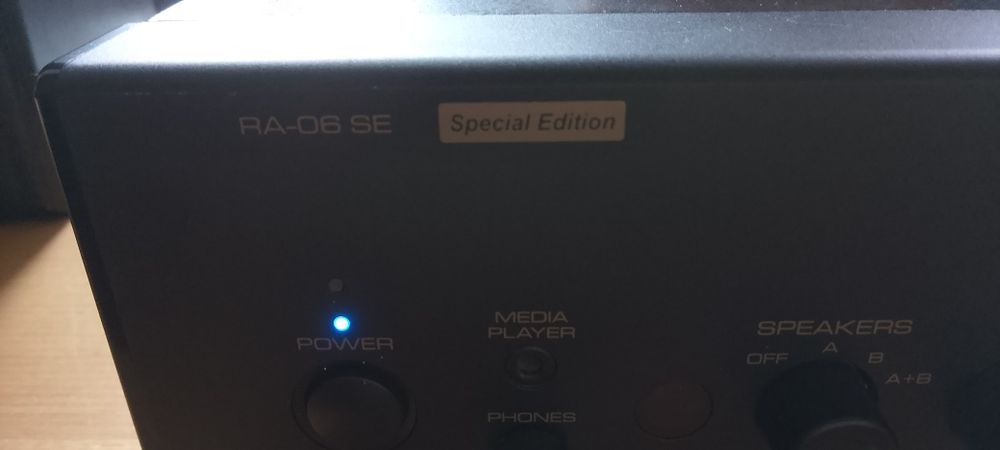 RA-06 SE
Special Edition
POWER
MEDIA
PLAYER
PHONES
SPEAKERS
OFF
A
B
A+B